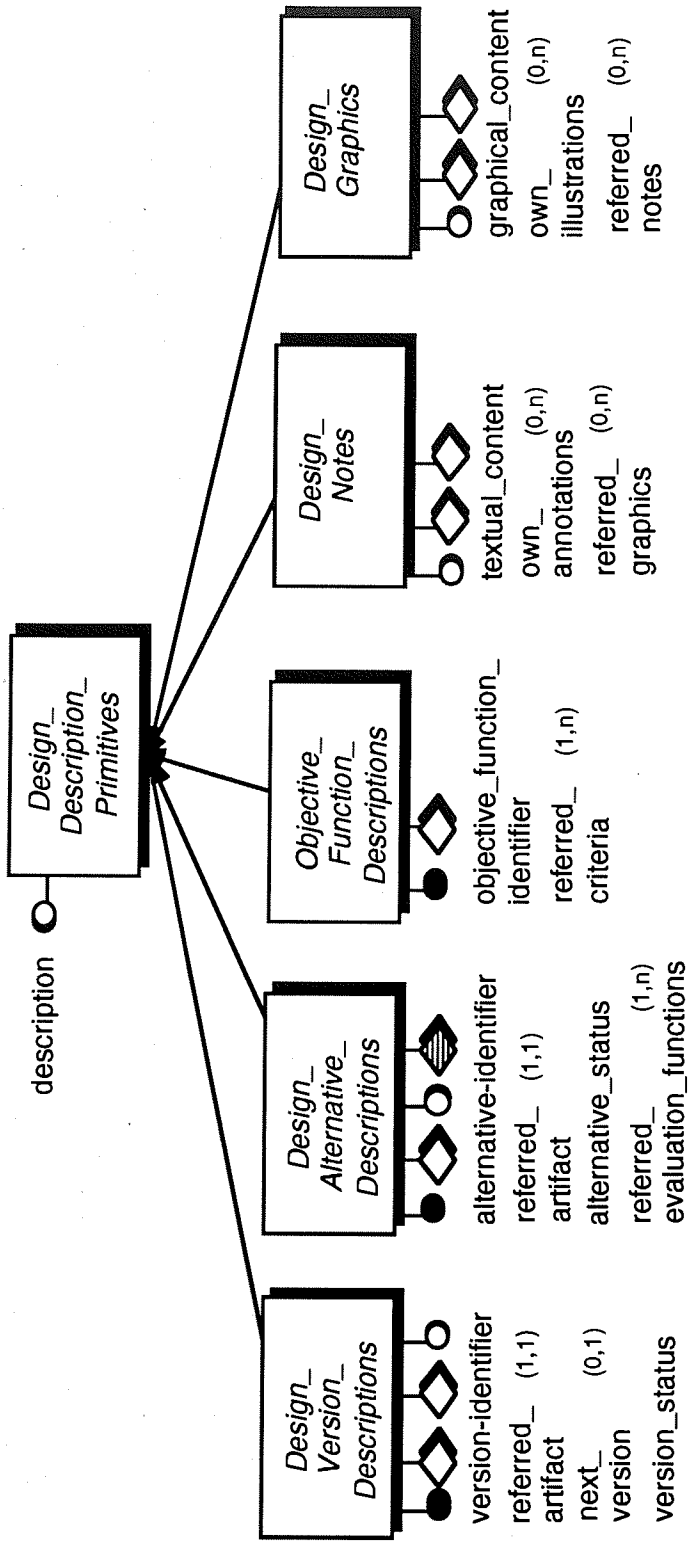 description
Design_
Description_
Primitives
Design_
Version_
Descriptions
version-identifier
referred_ (1,1)
artifact
next_ (0,1)
version
version_status
Design_
Alternative_
Descriptions
alternative-identifier
referred_ (1,1)
artifact
alternative_status
referred_ (1,n)
evaluation_functions
Objective_
Function_
Descriptions
objective_function_
identifier
referred_ (1,n)
criteria
Design_
Notes
textual_content
own_ (0,n)
annotations
referred_ (0,n)
graphics
Design_
Graphics
graphical_content
own_ (0,n)
illustrations
referred_ (0,n)
notes